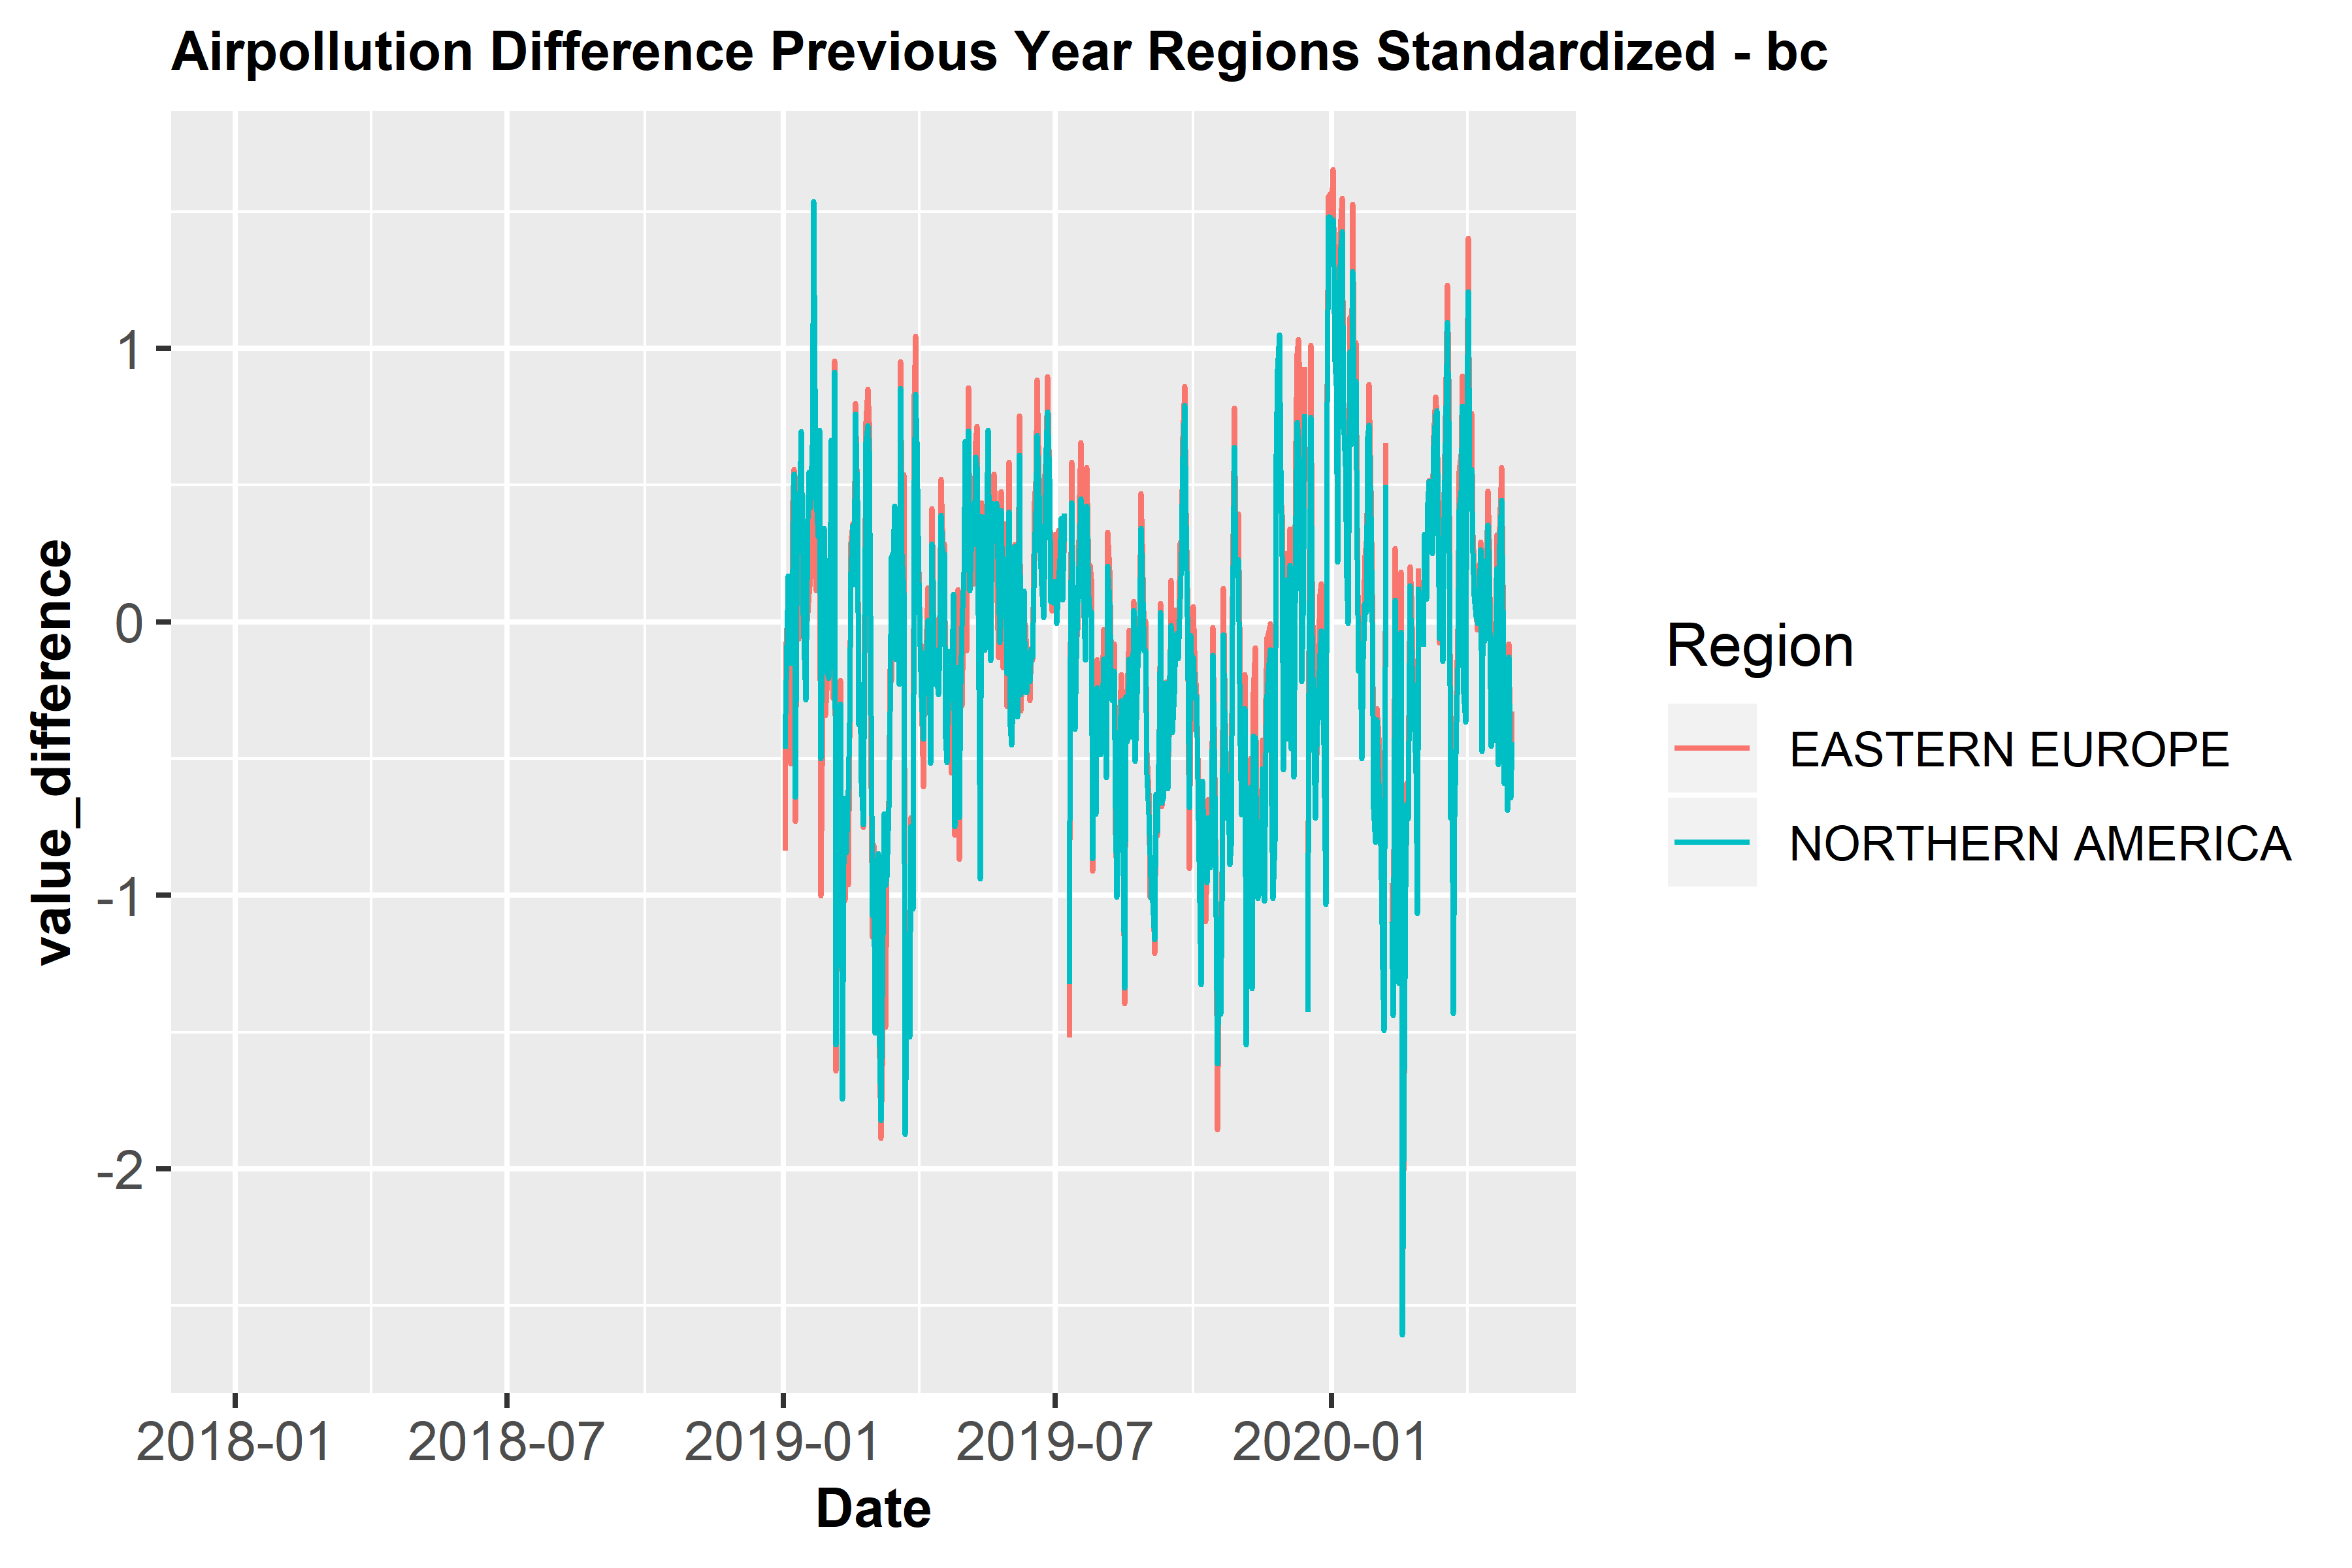 Airpollution Difference Previous Year Regions Standardized - bc
value_difference
1
0
-1
-2
2018-01
2018-07
2019-01
2019-07
2020-01
Date
Region
EASTERN EUROPE
NORTHERN AMERICA